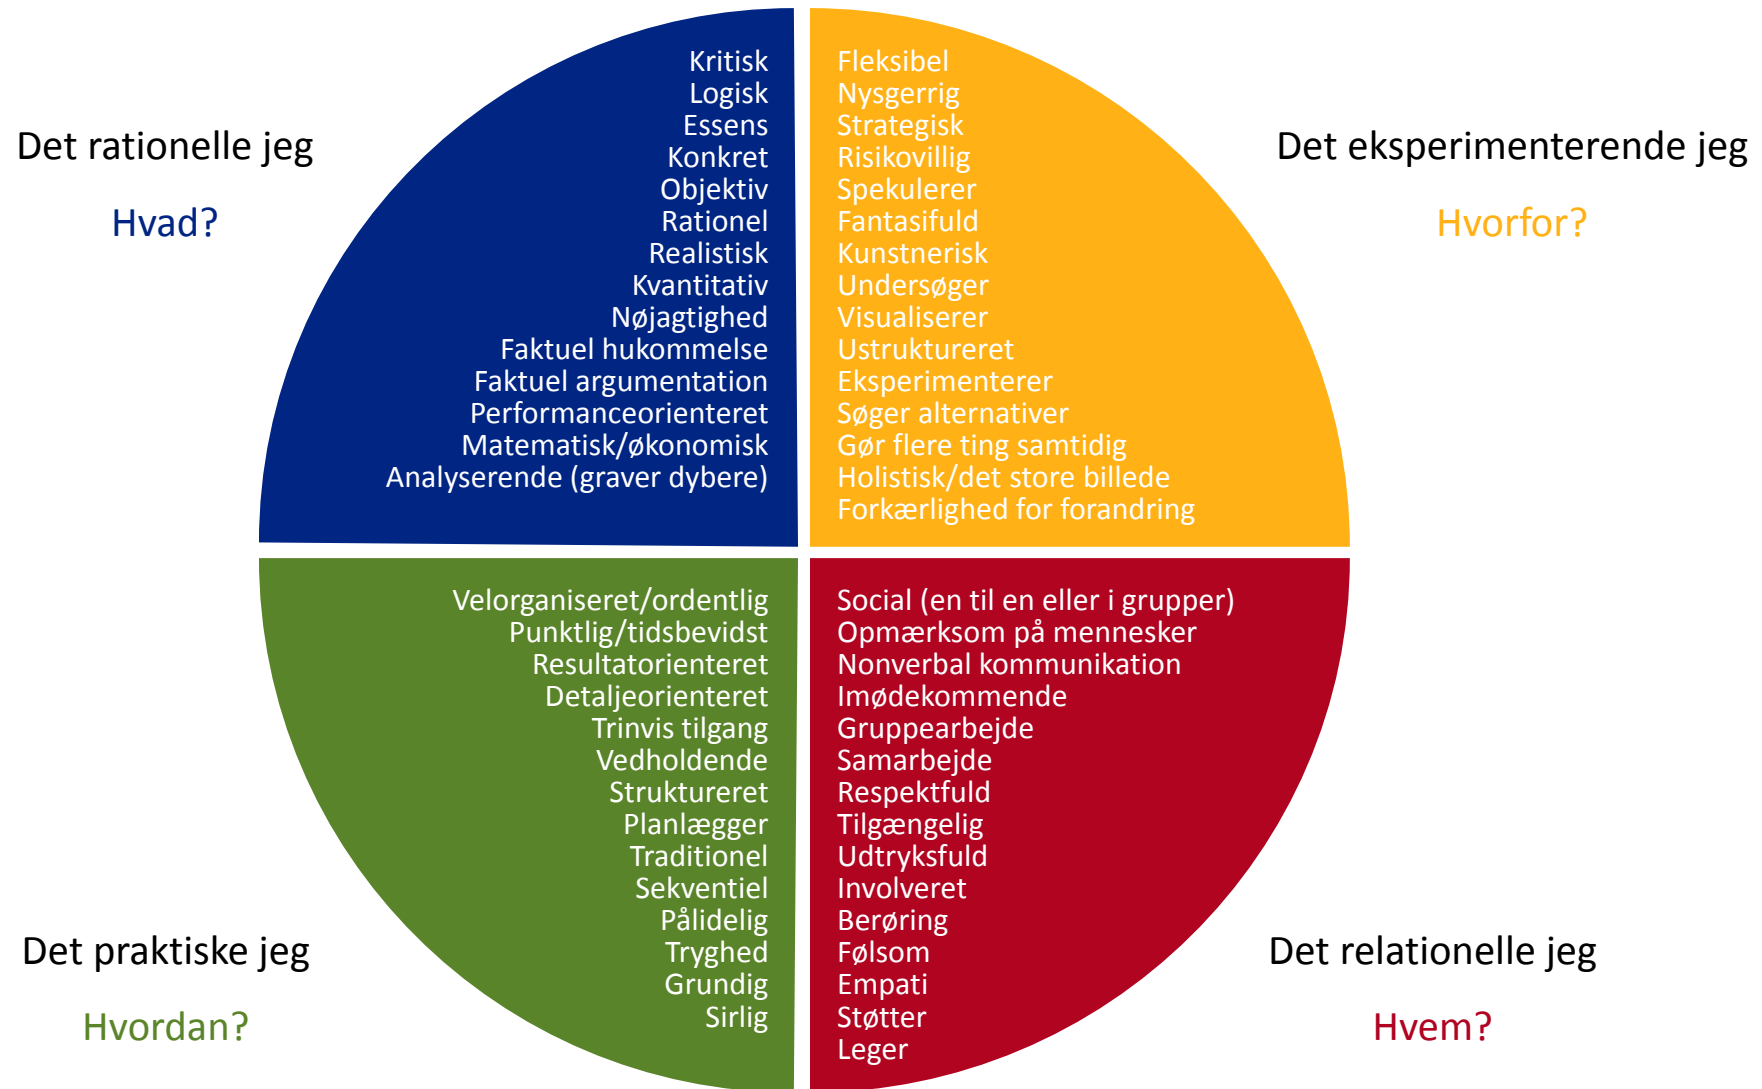 Det rationelle jeg
Hvad?
Kritisk
Logisk
Essens
Konkret
Objektiv
Rationel
Realistisk
Kvantitativ
Nøjagtighed
Faktuel hukommelse
Faktuel argumentation
Performanceorienteret
Matematisk/økonomisk
Analyserende (graver dybere)
Fleksibel
Nysgerrig
Strategisk
Risikovillig
Spekulerer
Fantasifuld
Kunstnerisk
Undersøger
Visualiserer
Ustruktureret
Eksperimenterer
Søger alternativer
Gør flere ting samtidig
Holistisk/det store billede
Forkærlighed for forandring
Det eksperimenterende jeg
Hvorfor?
Det praktiske jeg
Hvordan?
Velorganiseret/ordentlig
Punktlig/tidsbevidst
Resultatorienteret
Detaljeorienteret
Trinvis tilgang
Vedholdende
Struktureret
Planlægger
Traditionel
Sekventiel
Pålidelig
Tryghed
Grundig
Sirlig
Social (en til en eller i grupper)
Opmærksom på mennesker
Nonverbal kommunikation
Imødekommende
Gruppearbejde
Samarbejde
Respektfuld
Tilgængelig
Udtryksfuld
Involveret
Berøring
Følsom
Empati
Støtter
Leger
Det relationelle jeg
Hvem?